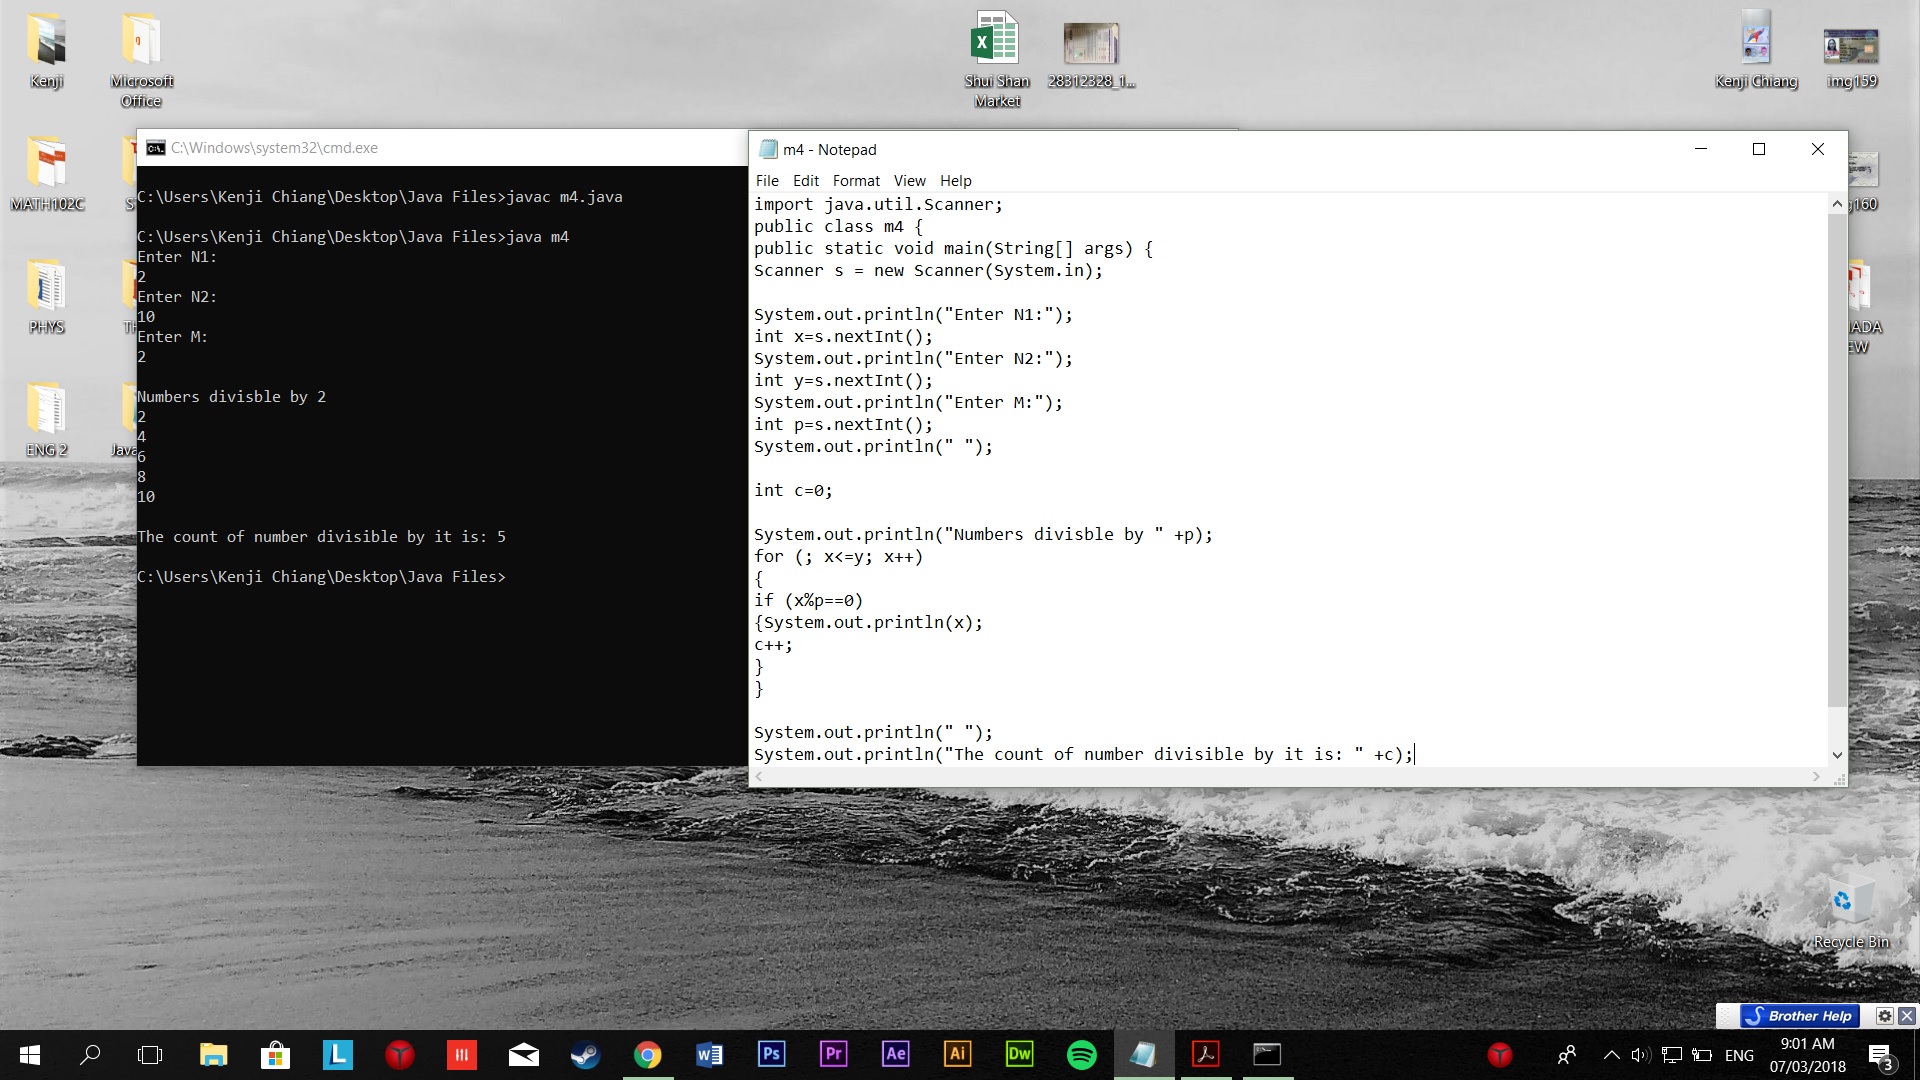 Kenji
Microsoft Office
Shui Shan Market
28312328_1...
Kenji Chiang
img159
MATH102C
PHYS
ENG 2
Java
C:\Windows\system32\cmd.exe
C:\Users\Kenji Chiang\Desktop\Java Files>javac m4.java
C:\Users\Kenji Chiang\Desktop\Java Files>java m4
Enter N1:
2
Enter N2:
10
Enter M:
2
Numbers divisble by 2
2
4
6
8
10
The count of number divisible by it is: 5
C:\Users\Kenji Chiang\Desktop\Java Files>
m4 - Notepad
File Edit Format View Help
import java.util.Scanner;
public class m4 {
public static void main(String[] args) {
Scanner s = new Scanner(System.in);
System.out.println("Enter N1:");
int x=s.nextInt();
System.out.println("Enter N2:");
int y=s.nextInt();
System.out.println("Enter M:");
int p=s.nextInt();
System.out.println(" ");
int c=0;
System.out.println("Numbers divisble by " +p);
for (; x<=y; x++)
{
if (x%p==0)
{System.out.println(x);
c++;
}
}
System.out.println(" ");
System.out.println("The count of number divisible by it is: " +c);
Recycle Bin
Brother Help
L
Ps
Pr
Ae
Ai
Dw
ENG
9:01 AM
07/03/2018
3